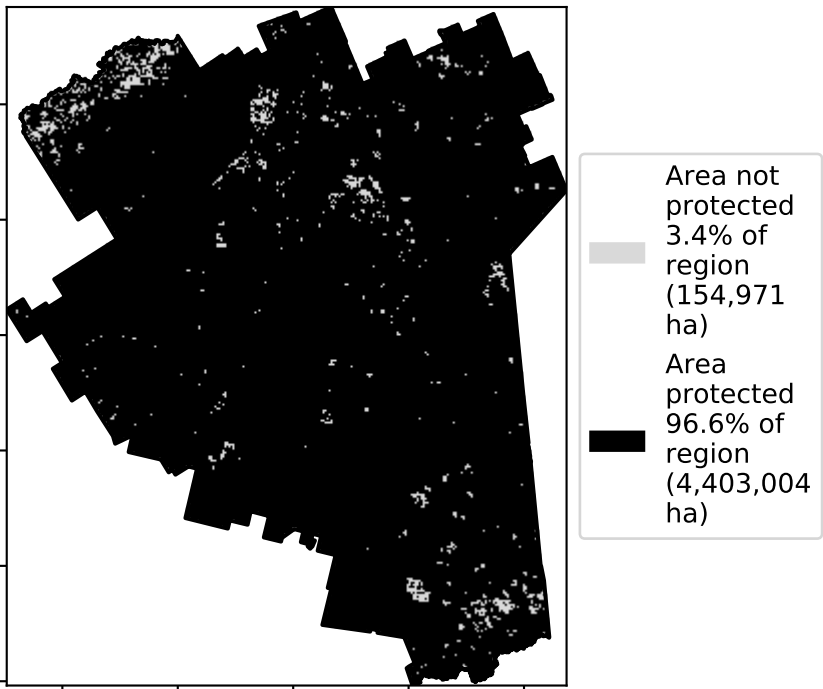 Area not
protected
3.4% of
region
(154,971
ha)
Area
protected
96.6% of
region
(4,403,004
ha)